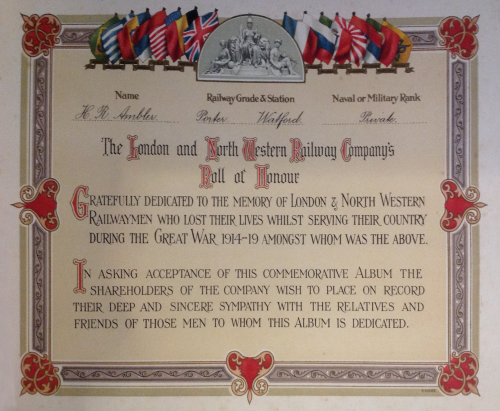 Name Railway Grade & Station Naval or Military Rank
H R Ambler Porter Watford Private
The London and North Western Railway Company's
Roll of Honour
GRATEFULLY DEDICATED TO THE MEMORY OF LONDON & NORTH WESTERN
RAILWAYMEN WHO LOST THEIR LIVES WHILST SERVING THEIR COUNTRY
DURING THE GREAT WAR, 1914-19 AMONGST WHOM WAS THE ABOVE.
IN ASKING ACCEPTANCE OF THIS COMMEMORATIVE ALBUM THE
SHAREHOLDERS OF THE COMPANY WISH TO PLACE ON RECORD
THEIR DEEP AND SINCERE SYMPATHY WITH THE RELATIVES AND
FRIENDS OF THOSE MEN TO WHOM THIS ALBUM IS DEDICATED.